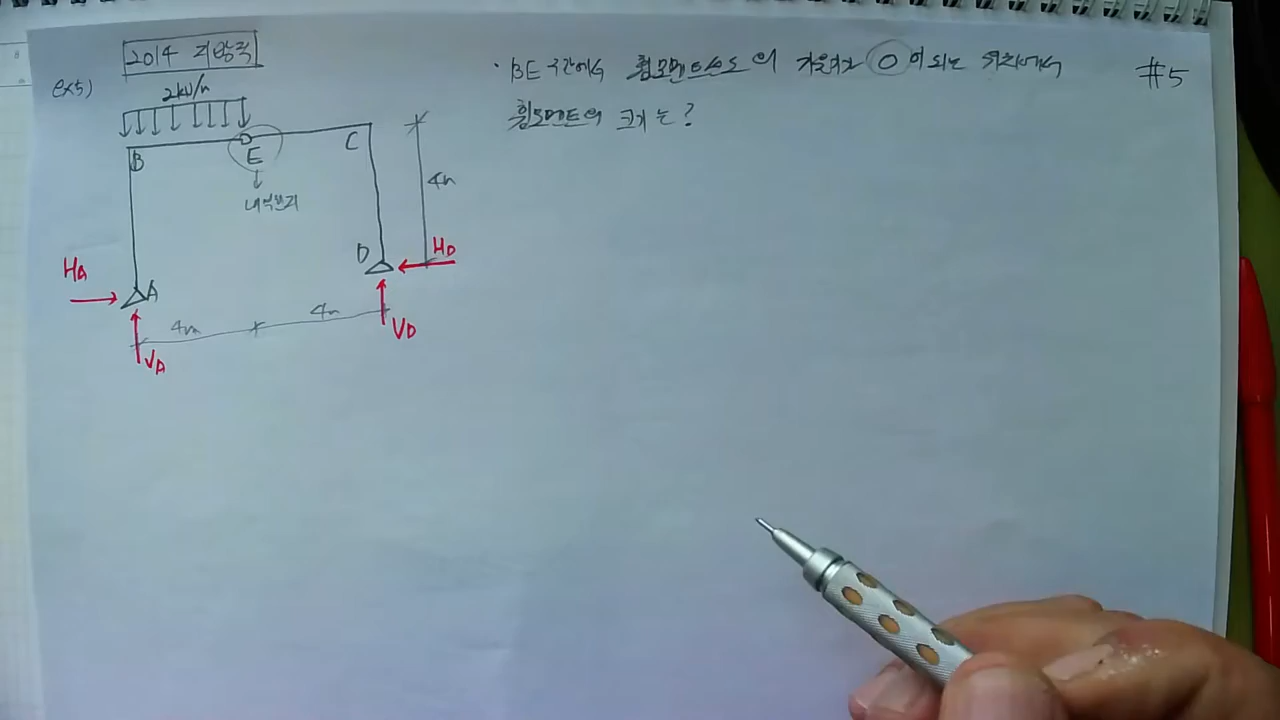 2014 지방직
ex5)
· BE 구간에서 휨모멘트선도의 기울기가 0이 되는 위치에서
#5
휨모멘트의 크기는?
2kN/m
B
E
C
4m
내부힌지
D
HD
HA
A
4m
4m
VD
VA